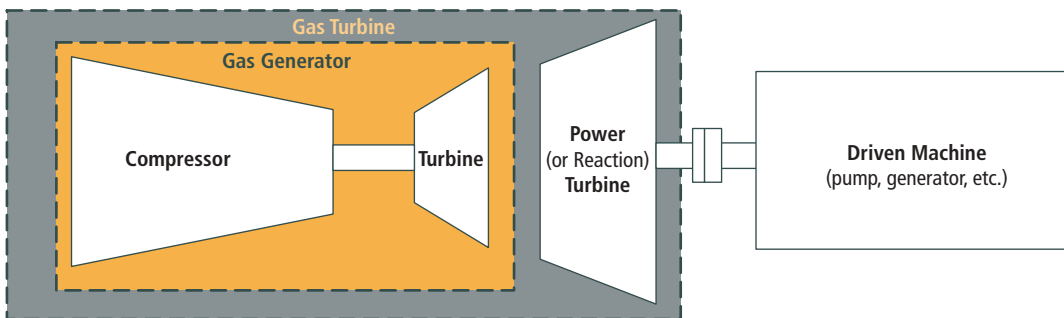 Gas Turbine
Gas Generator
Compressor
Turbine
Power
(or Reaction)
Turbine
Driven Machine
(pump, generator, etc.)